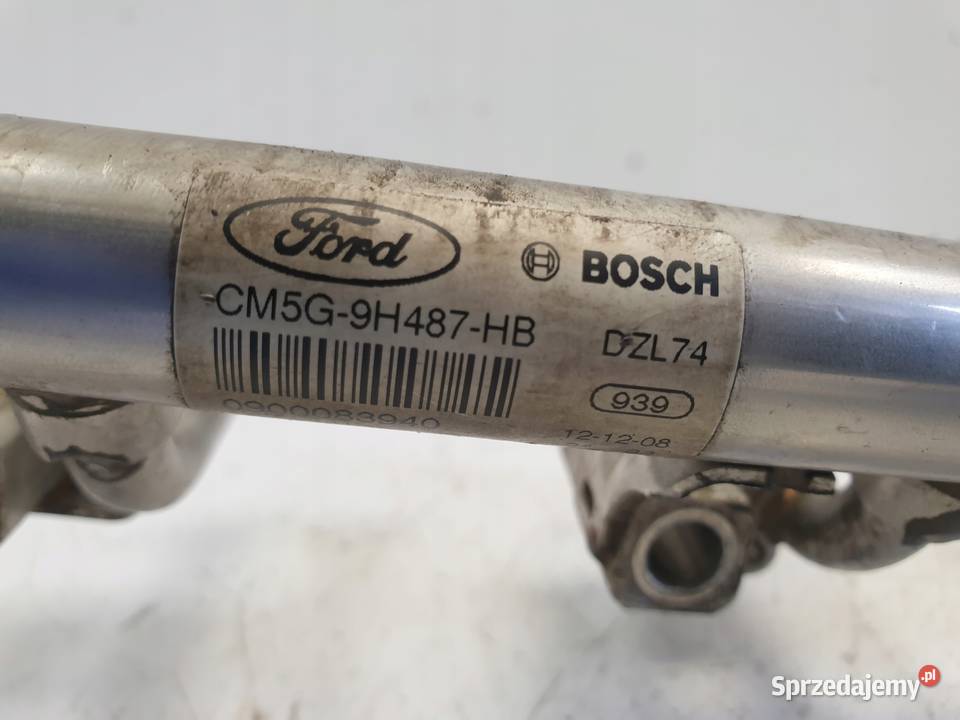 Ford
BOSCH
CM5G-9H487-HB
DZL74
939
0900083940
12-12-08
Sprzedajemy.pl